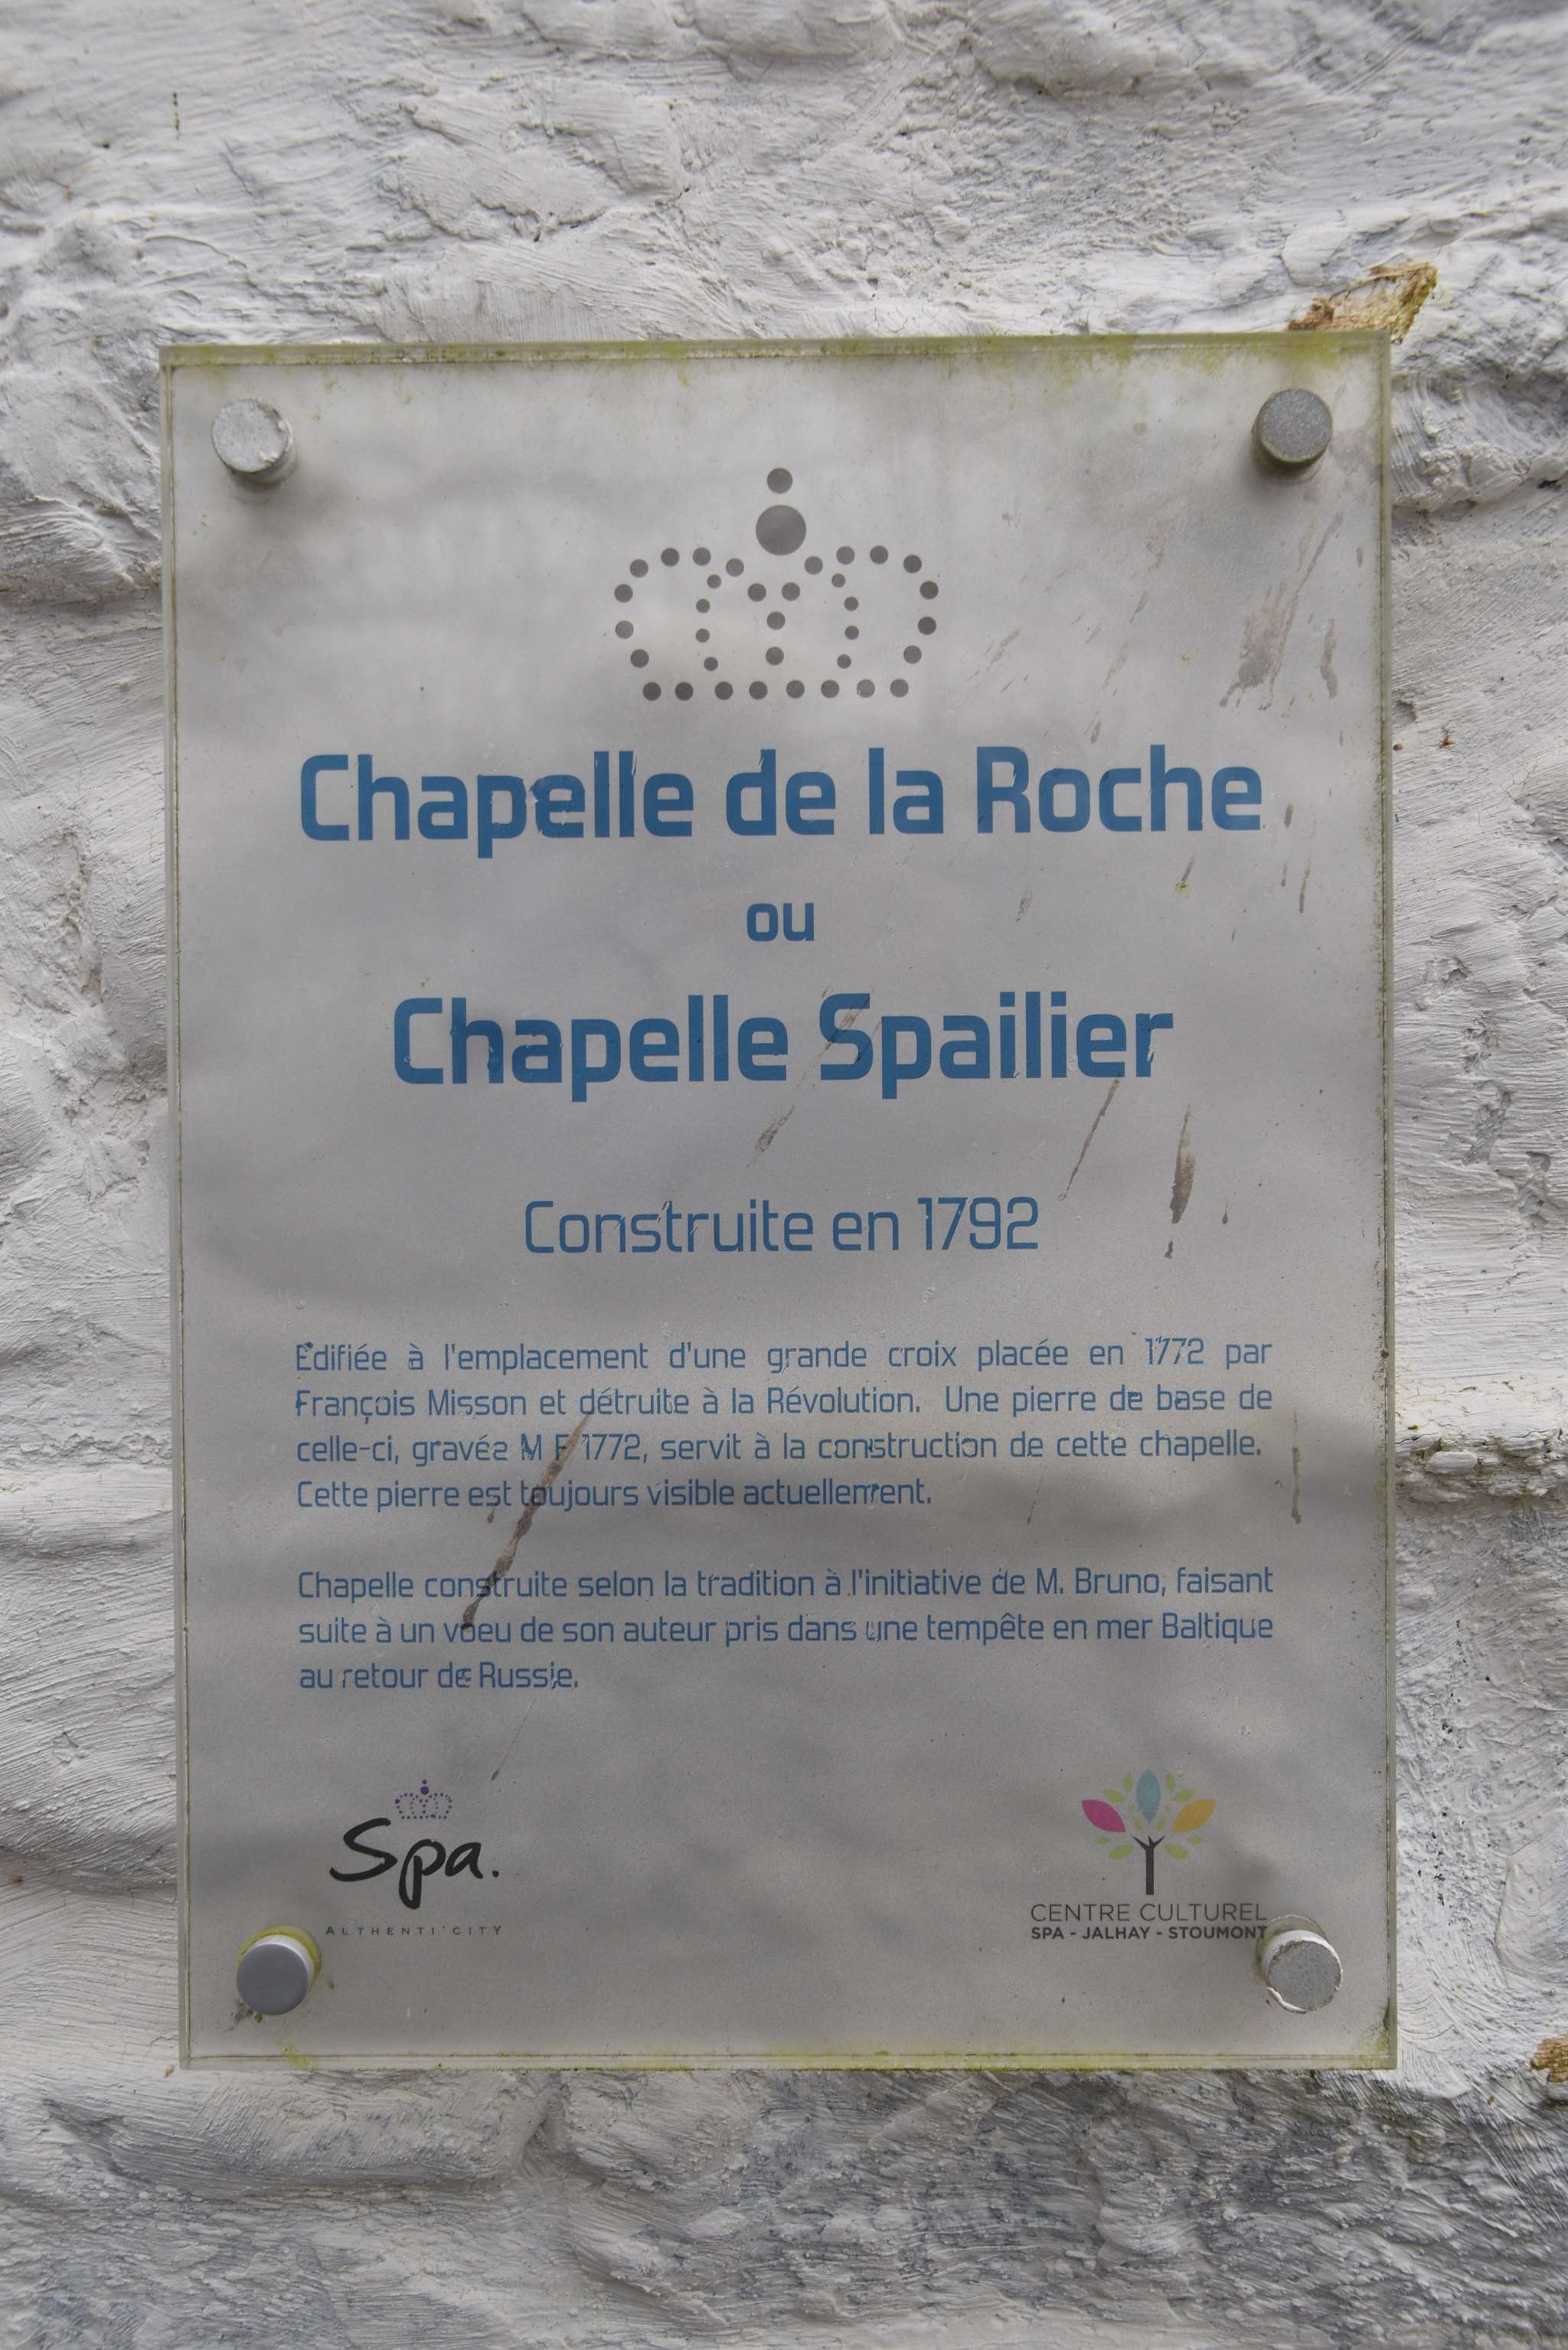 Chapelle de la Roche
ou
Chapelle Spailier
Construite en 1792
Edifiée à l'emplacement d'une grande croix placée en 1772 par
François Misson et détruite à la Révolution. Une pierre de base de
celle-ci, gravée M F 1772, servit à la construction de cette chapelle.
Cette pierre est toujours visible actuellement.
Chapelle construite selon la tradition à l'initiative de M. Bruno, faisant
suite à un voeu de son auteur pris dans une tempête en mer Baltique
au retour de Russie.
Spa.
AUTHENTI'CITY
CENTRE CULTUREL
SPA - JALHAY - STOUMONT